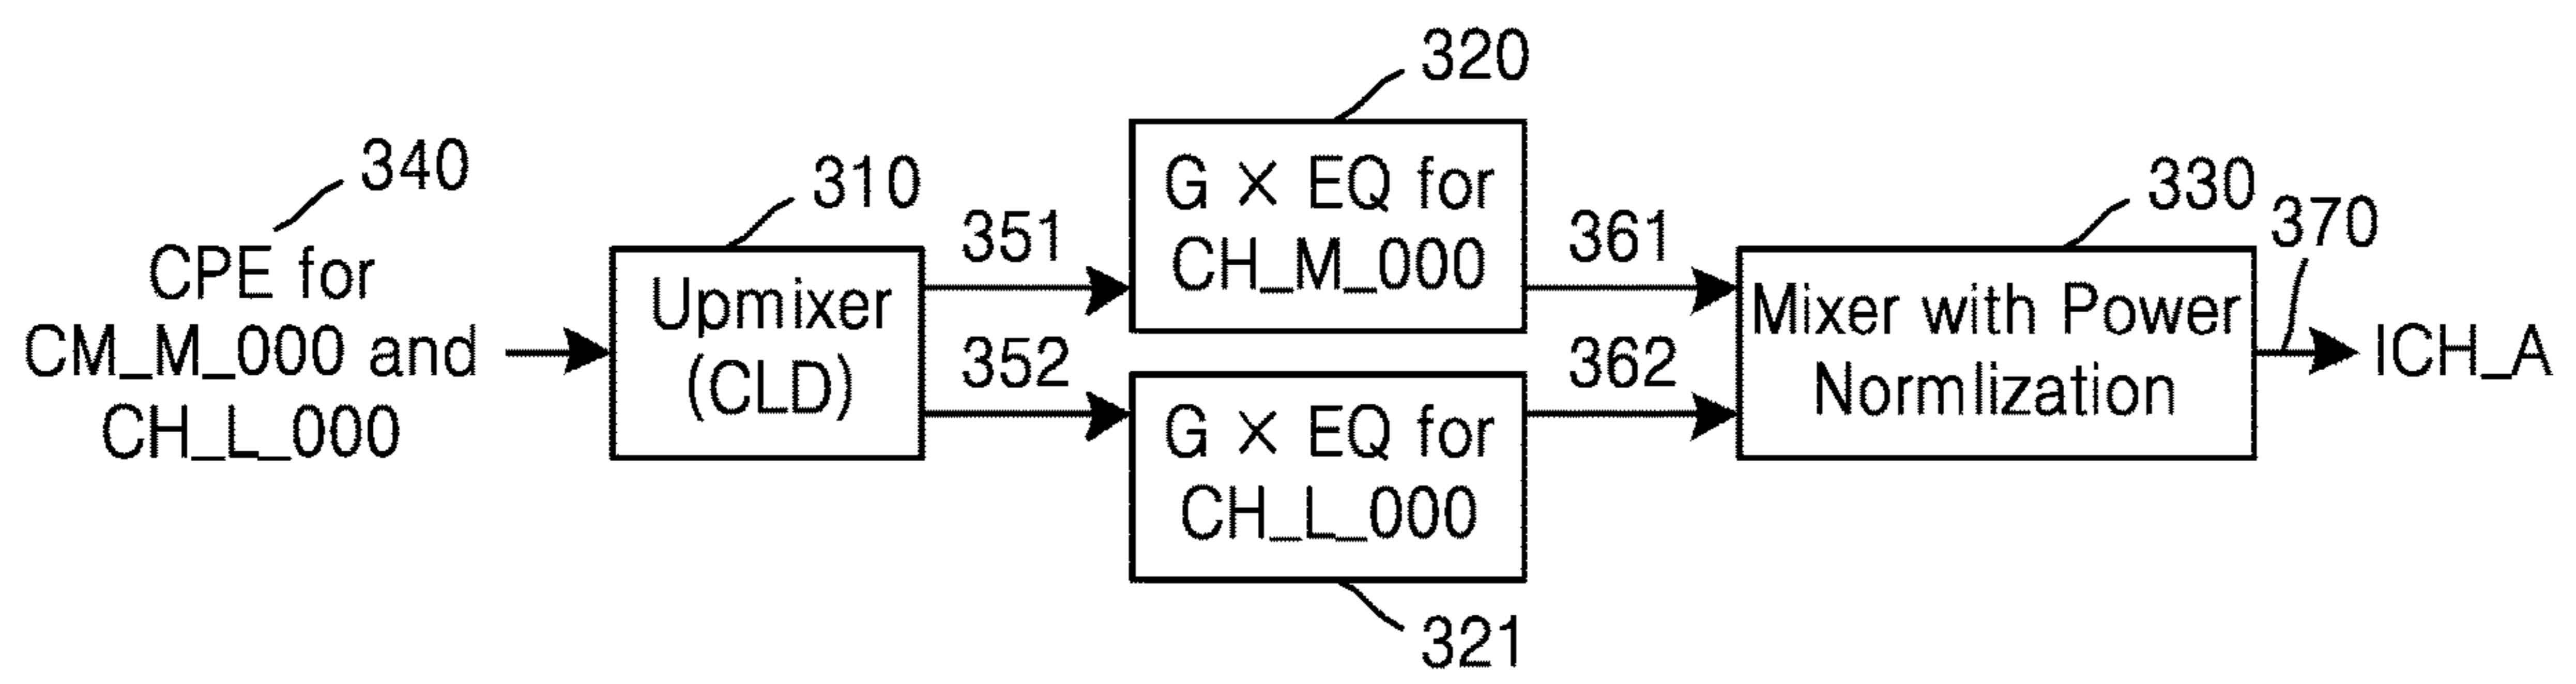 320
340
310
330
370
G × EQ for
CH_M_000
351
361
CPE for
CM_M_000 and
CH_L_000
Upmixer
(CLD)
Mixer with Power
Normlization
ICH_A
352
362
G × EQ for
CH_L_000
321